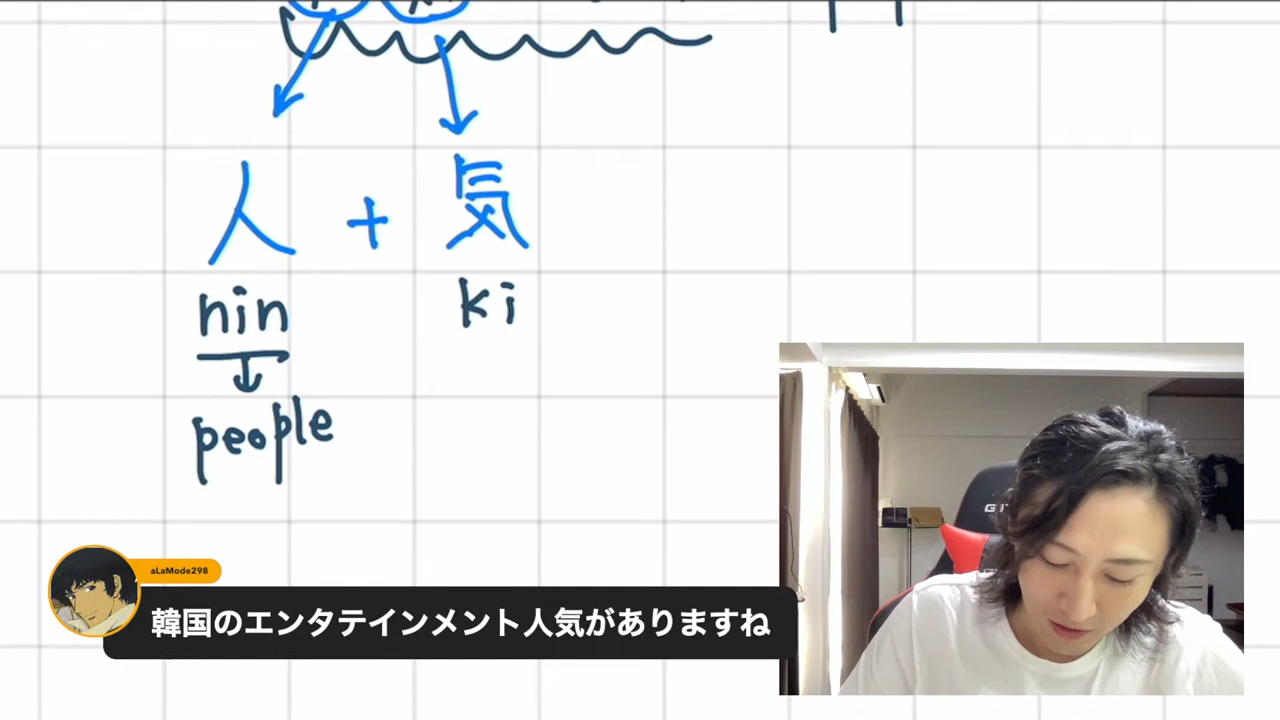 人 + 気
nin ki
people
aLaMode298
韓国のエンタテインメント人気がありますね